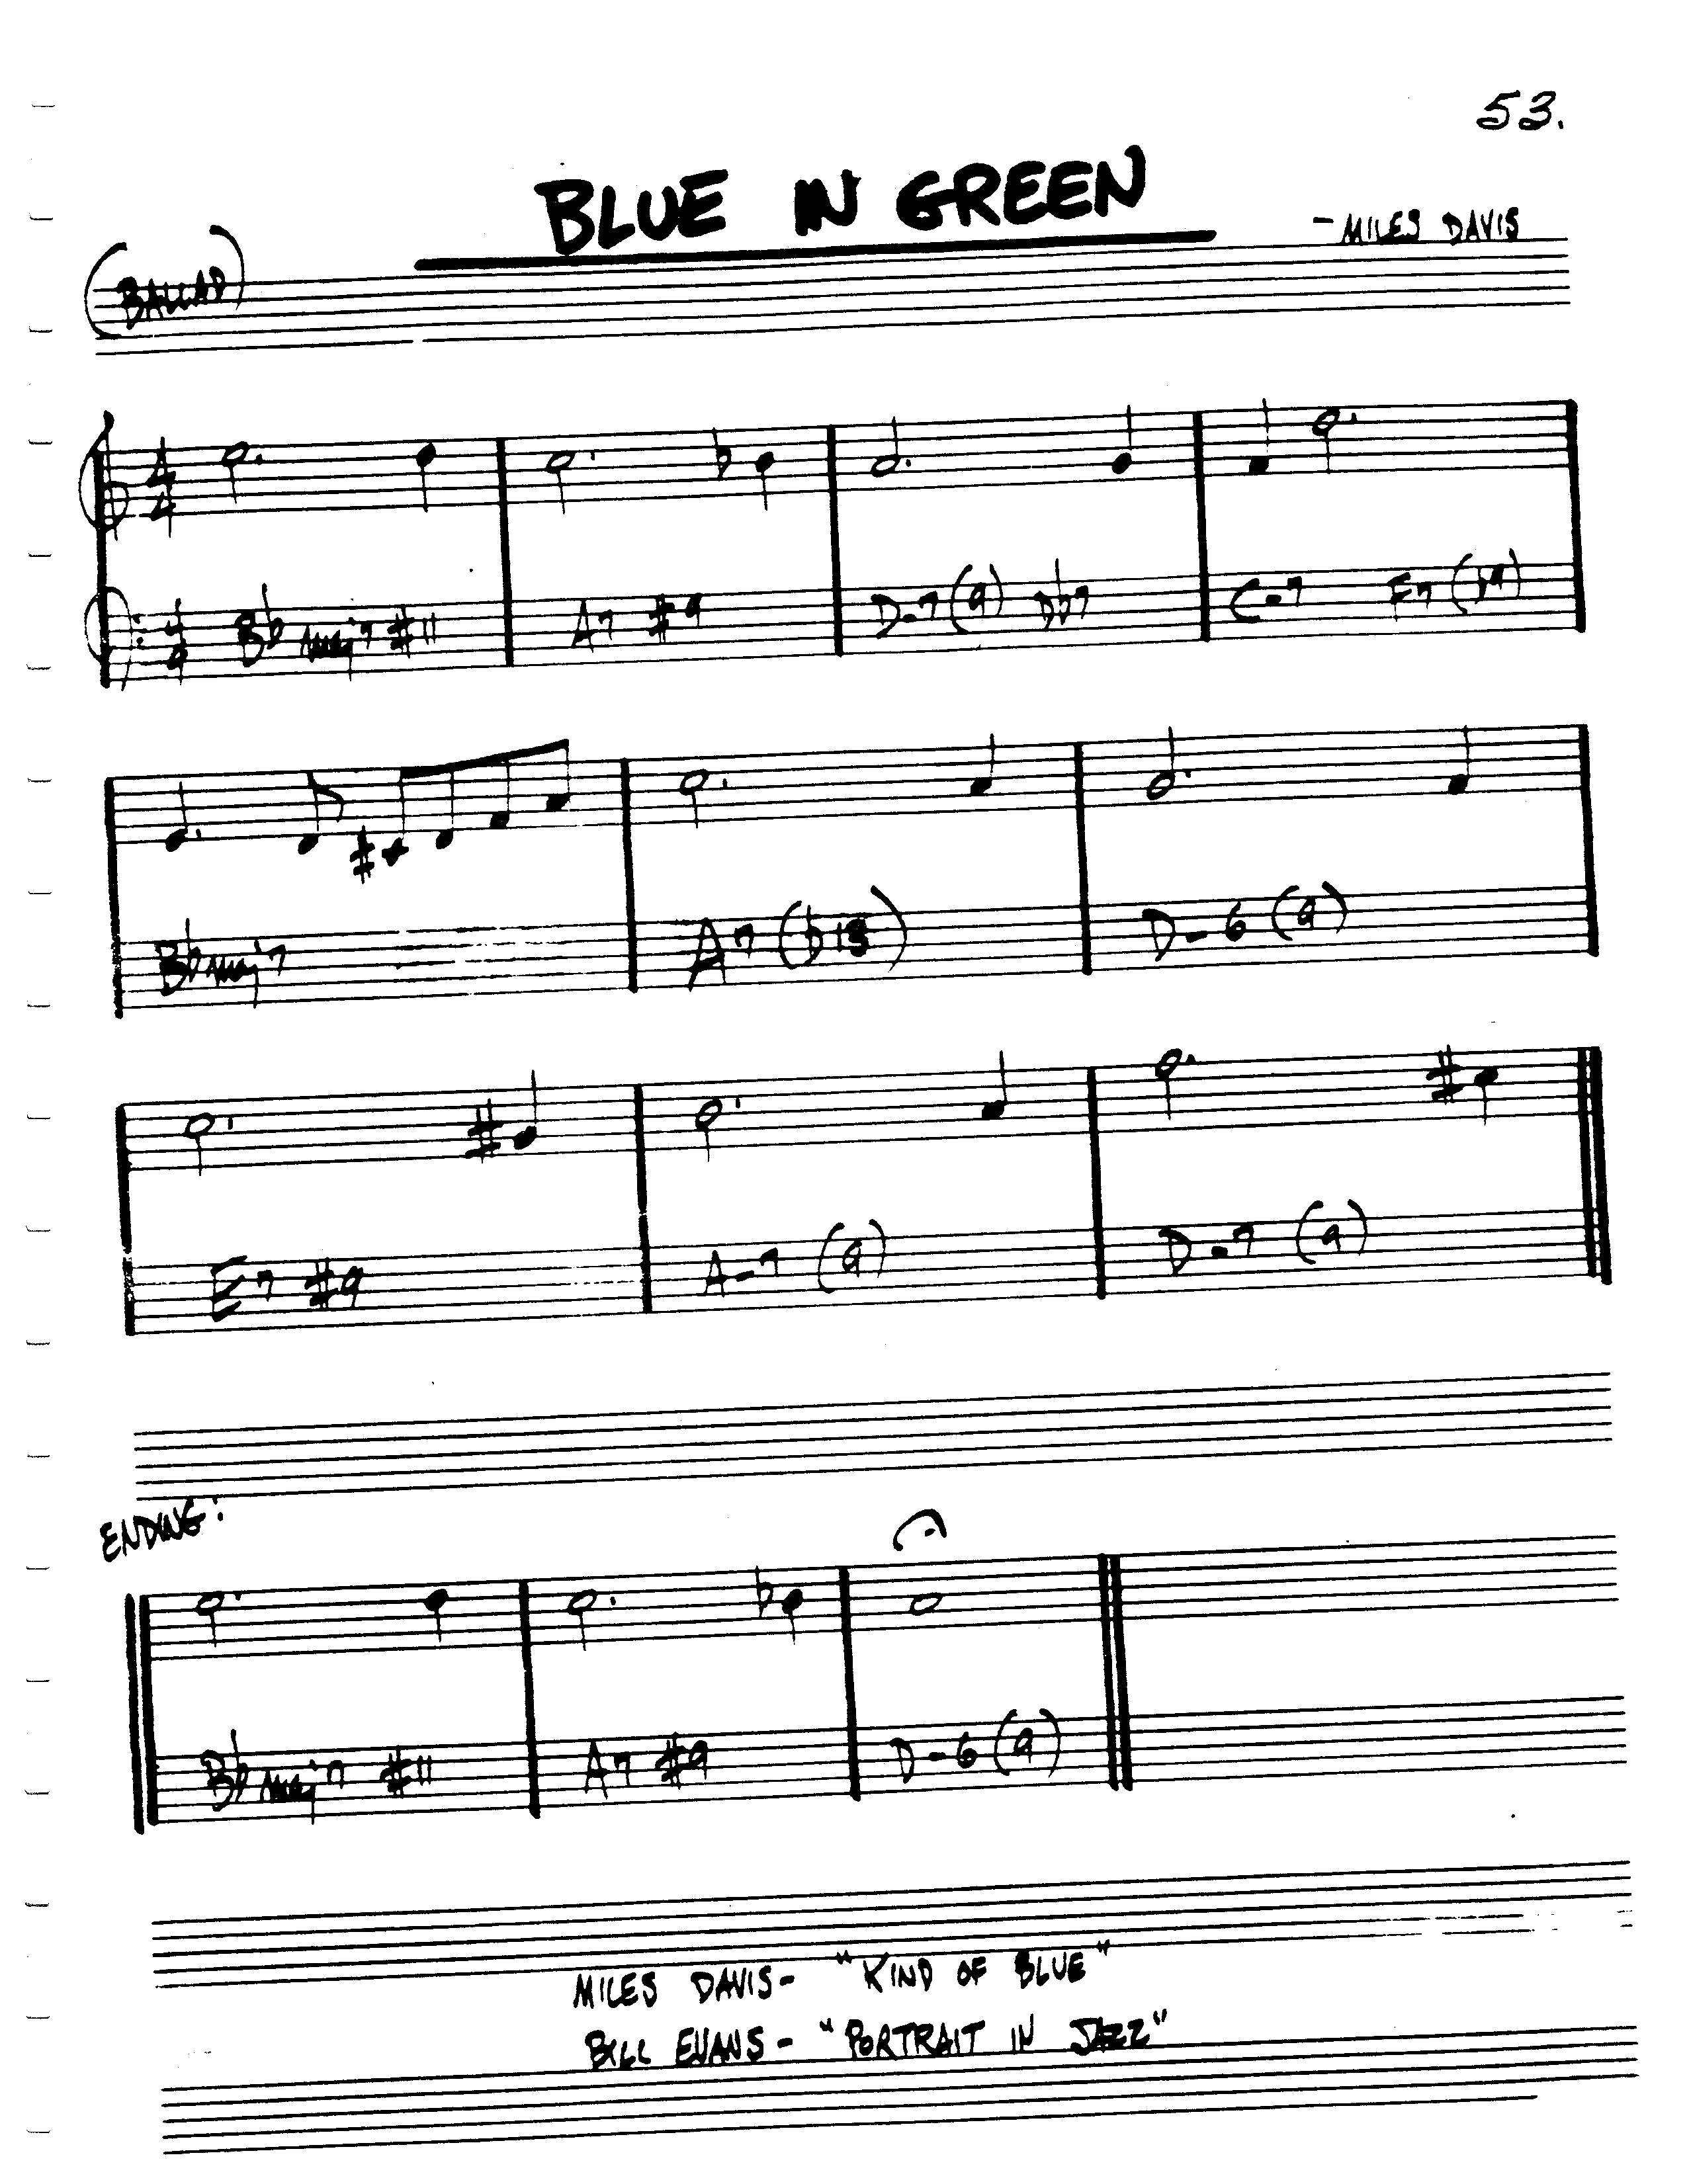 53.
BLUE IN GREEN
- MILES DAVIS
(BALLAD)
4 4
4 4 B♭maj7 #11 A7 #9 D-7 (9) D♭7 C-7 F7 (♭9)
B♭maj7 A7 (♭13) D-6 (9)
E7 #9 A-7 (9) D-7 (9)
ENDING:
B♭maj7 #11 A7 #9 D-6 (9)
MILES DAVIS- "KIND OF BLUE"
BILL EVANS- "PORTRAIT IN JAZZ"